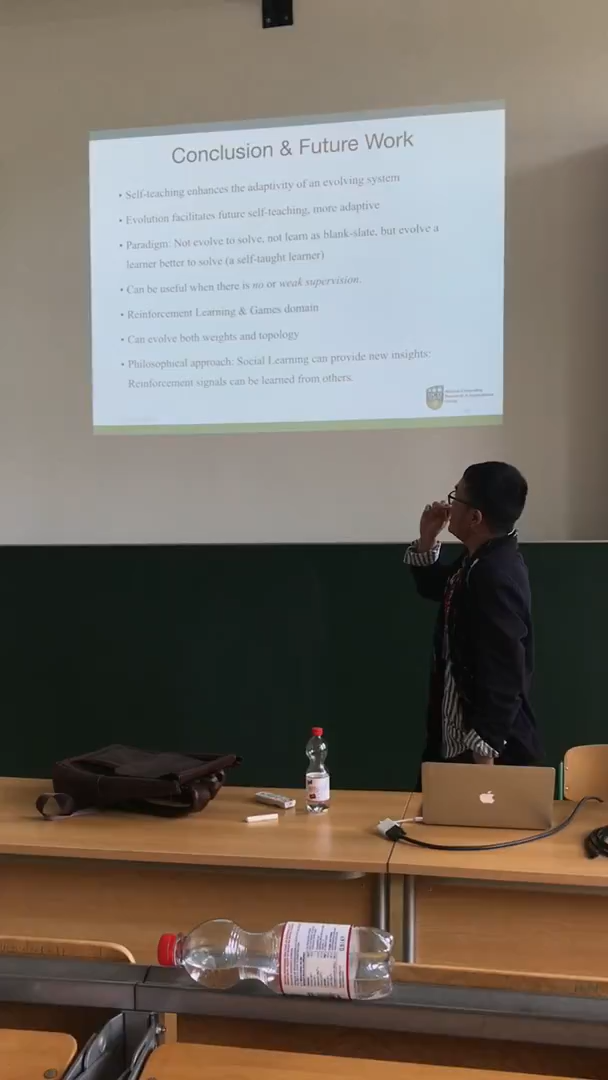 Conclusion & Future Work
• Self-teaching enhances the adaptivity of an evolving system
• Evolution facilitates future self-teaching, more adaptive
• Paradigm: Not evolve to solve, not learn as blank-slate, but evolve a
learner better to solve (a self-taught learner)
• Can be useful when there is no or weak supervision.
• Reinforcement Learning & Games domain
• Can evolve both weights and topology
• Philosophical approach: Social Learning can provide new insights:
Reinforcement signals can be learned from others.